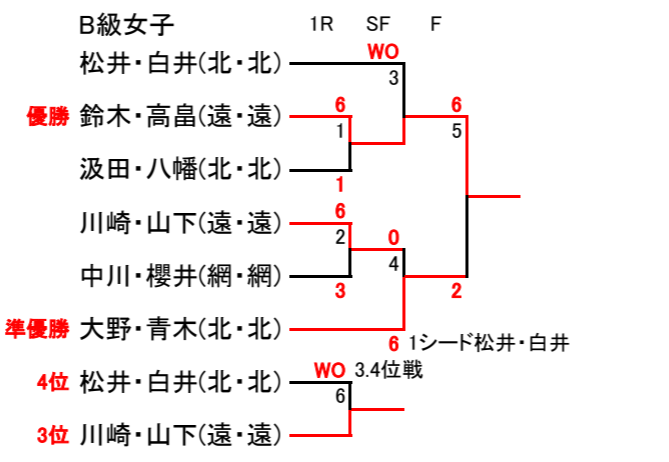 B級女子 1R SF F
松井・白井(北・北) WO
3
優勝 鈴木・高畠(遠・遠) 6 6
1 5
汲田・八幡(北・北) 1
川崎・山下(遠・遠) 6
2 0
4
中川・櫻井(網・網) 3 2
準優勝 大野・青木(北・北) 6 1シード松井・白井
4位 松井・白井(北・北) WO 3.4位戦
6
3位 川崎・山下(遠・遠)